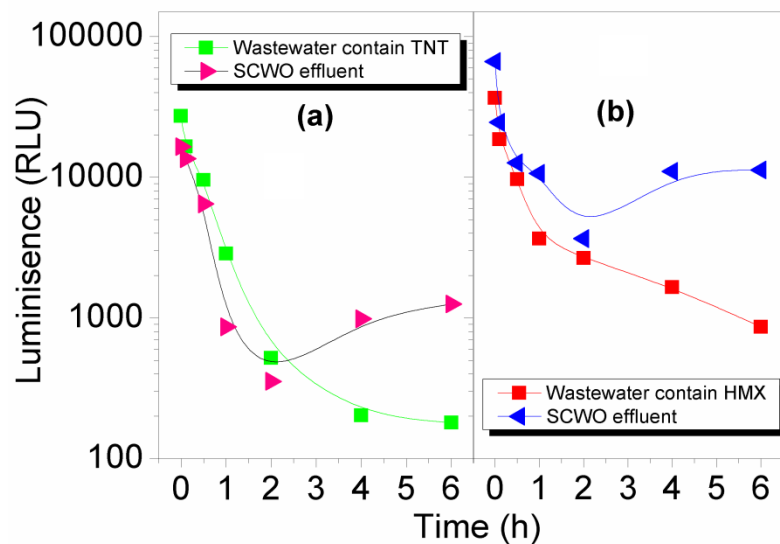 100000
10000
1000
100
Luminisence (RLU)
Wastewater contain TNT
SCWO effluent
(a)
(b)
Wastewater contain HMX
SCWO effluent
0 1 2 3 4 5 6 0 1 2 3 4 5 6
Time (h)